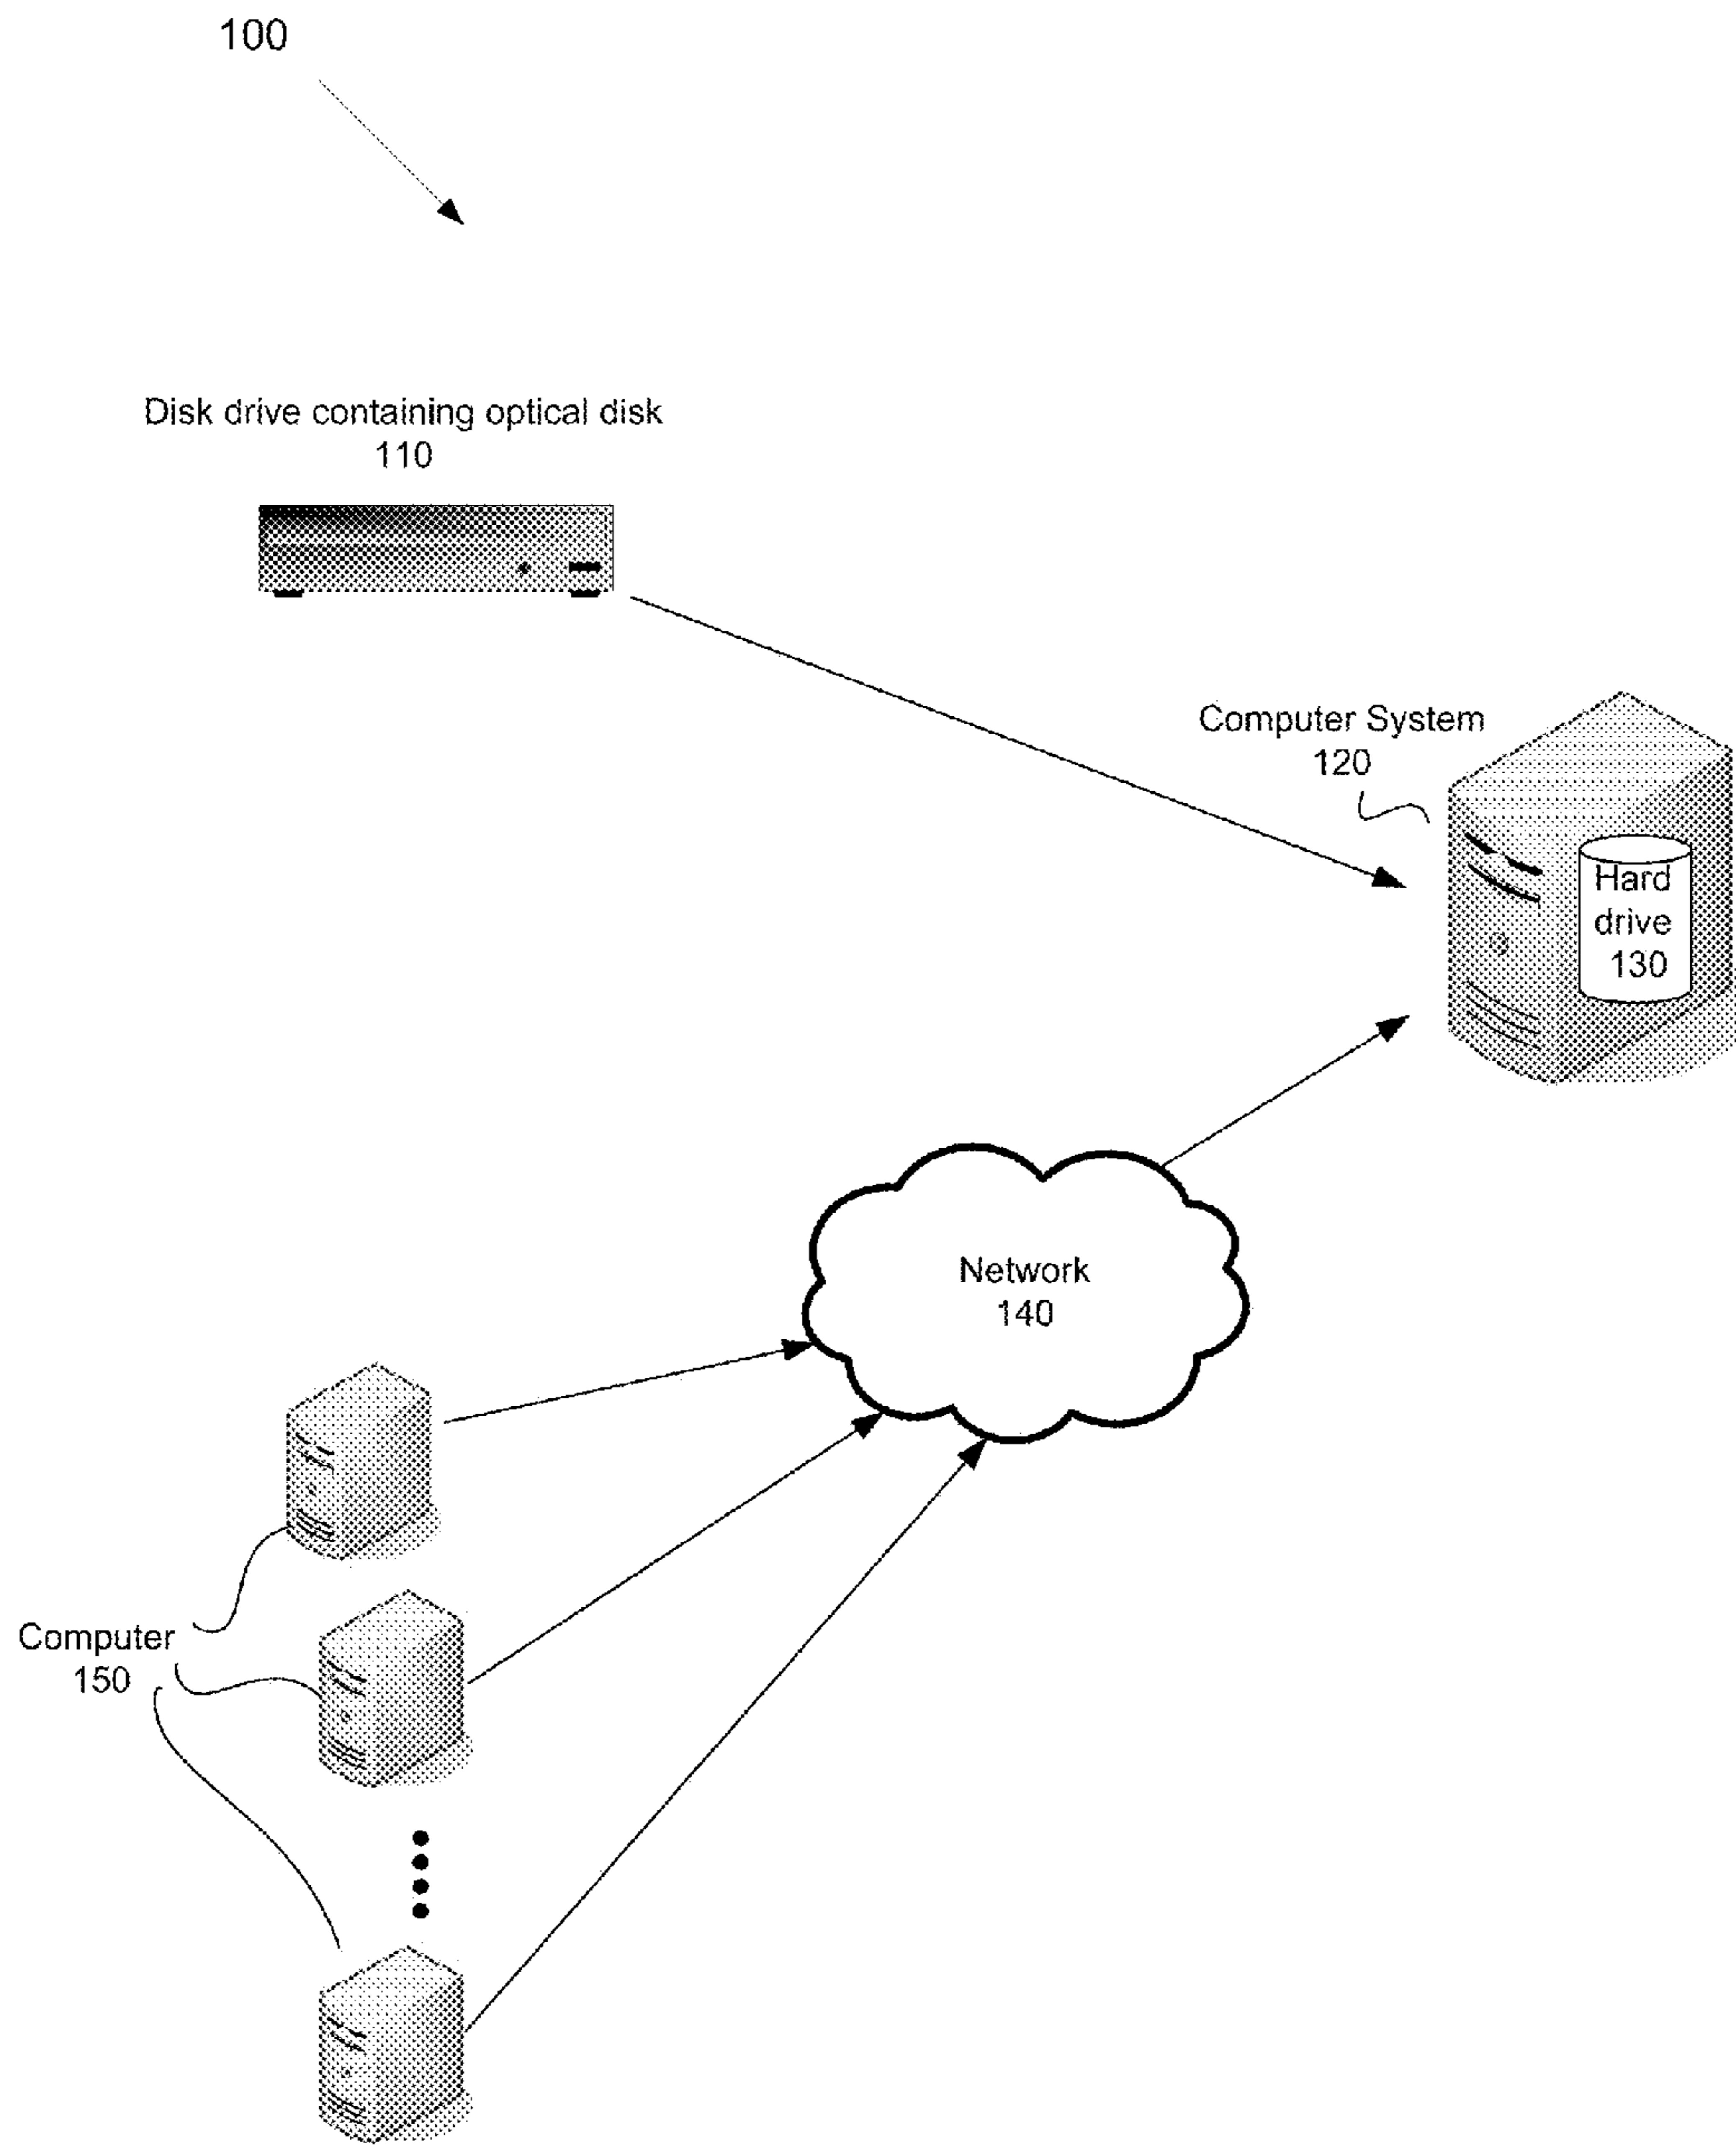 100
Disk drive containing optical disk
110
Computer System
120
Hard
drive
130
Network
140
Computer
150